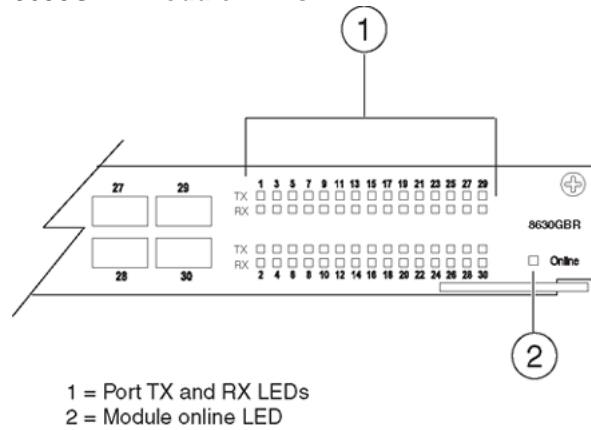 1
27 29
1 3 5 7 9 11 13 15 17 19 21 23 25 27 29
TX
RX
8630GBR
TX
RX
Online
28 30
2 4 6 8 10 12 14 16 18 20 22 24 26 28 30
2
1 = Port TX and RX LEDs
2 = Module online LED